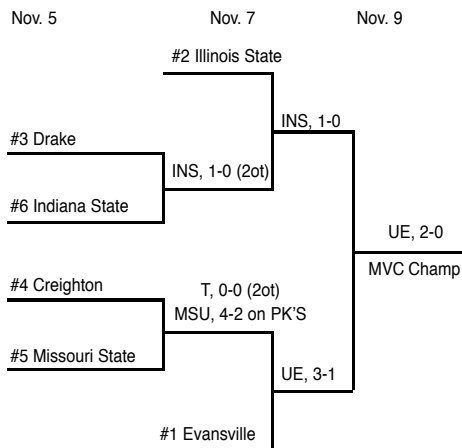 Nov. 5 Nov. 7 Nov. 9
#2 Illinois State
INS, 1-0
#3 Drake
INS, 1-0 (2ot)
#6 Indiana State
UE, 2-0
MVC Champ
#4 Creighton
T, 0-0 (2ot)
MSU, 4-2 on PK'S
#5 Missouri State
UE, 3-1
#1 Evansville